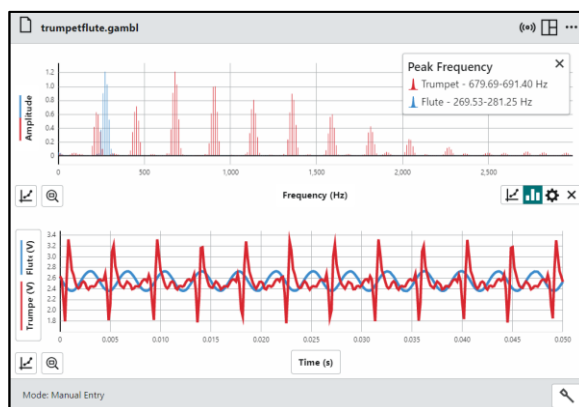 trumpetflute.gambl
Peak Frequency
Trumpet - 679.69-691.40 Hz
Flute - 269.53-281.25 Hz
Amplitude
1.2
1.0
0.8
0.6
0.4
0.2
0.0
0 500 1,000 1,500 2,000 2,500
Frequency (Hz)
Trumpe (V) Flute (V)
3.4
3.2
3.0
2.8
2.6
2.4
2.2
2.0
1.8
0.000 0.005 0.010 0.015 0.020 0.025 0.030 0.035 0.040 0.045 0.050
Time (s)
Mode: Manual Entry